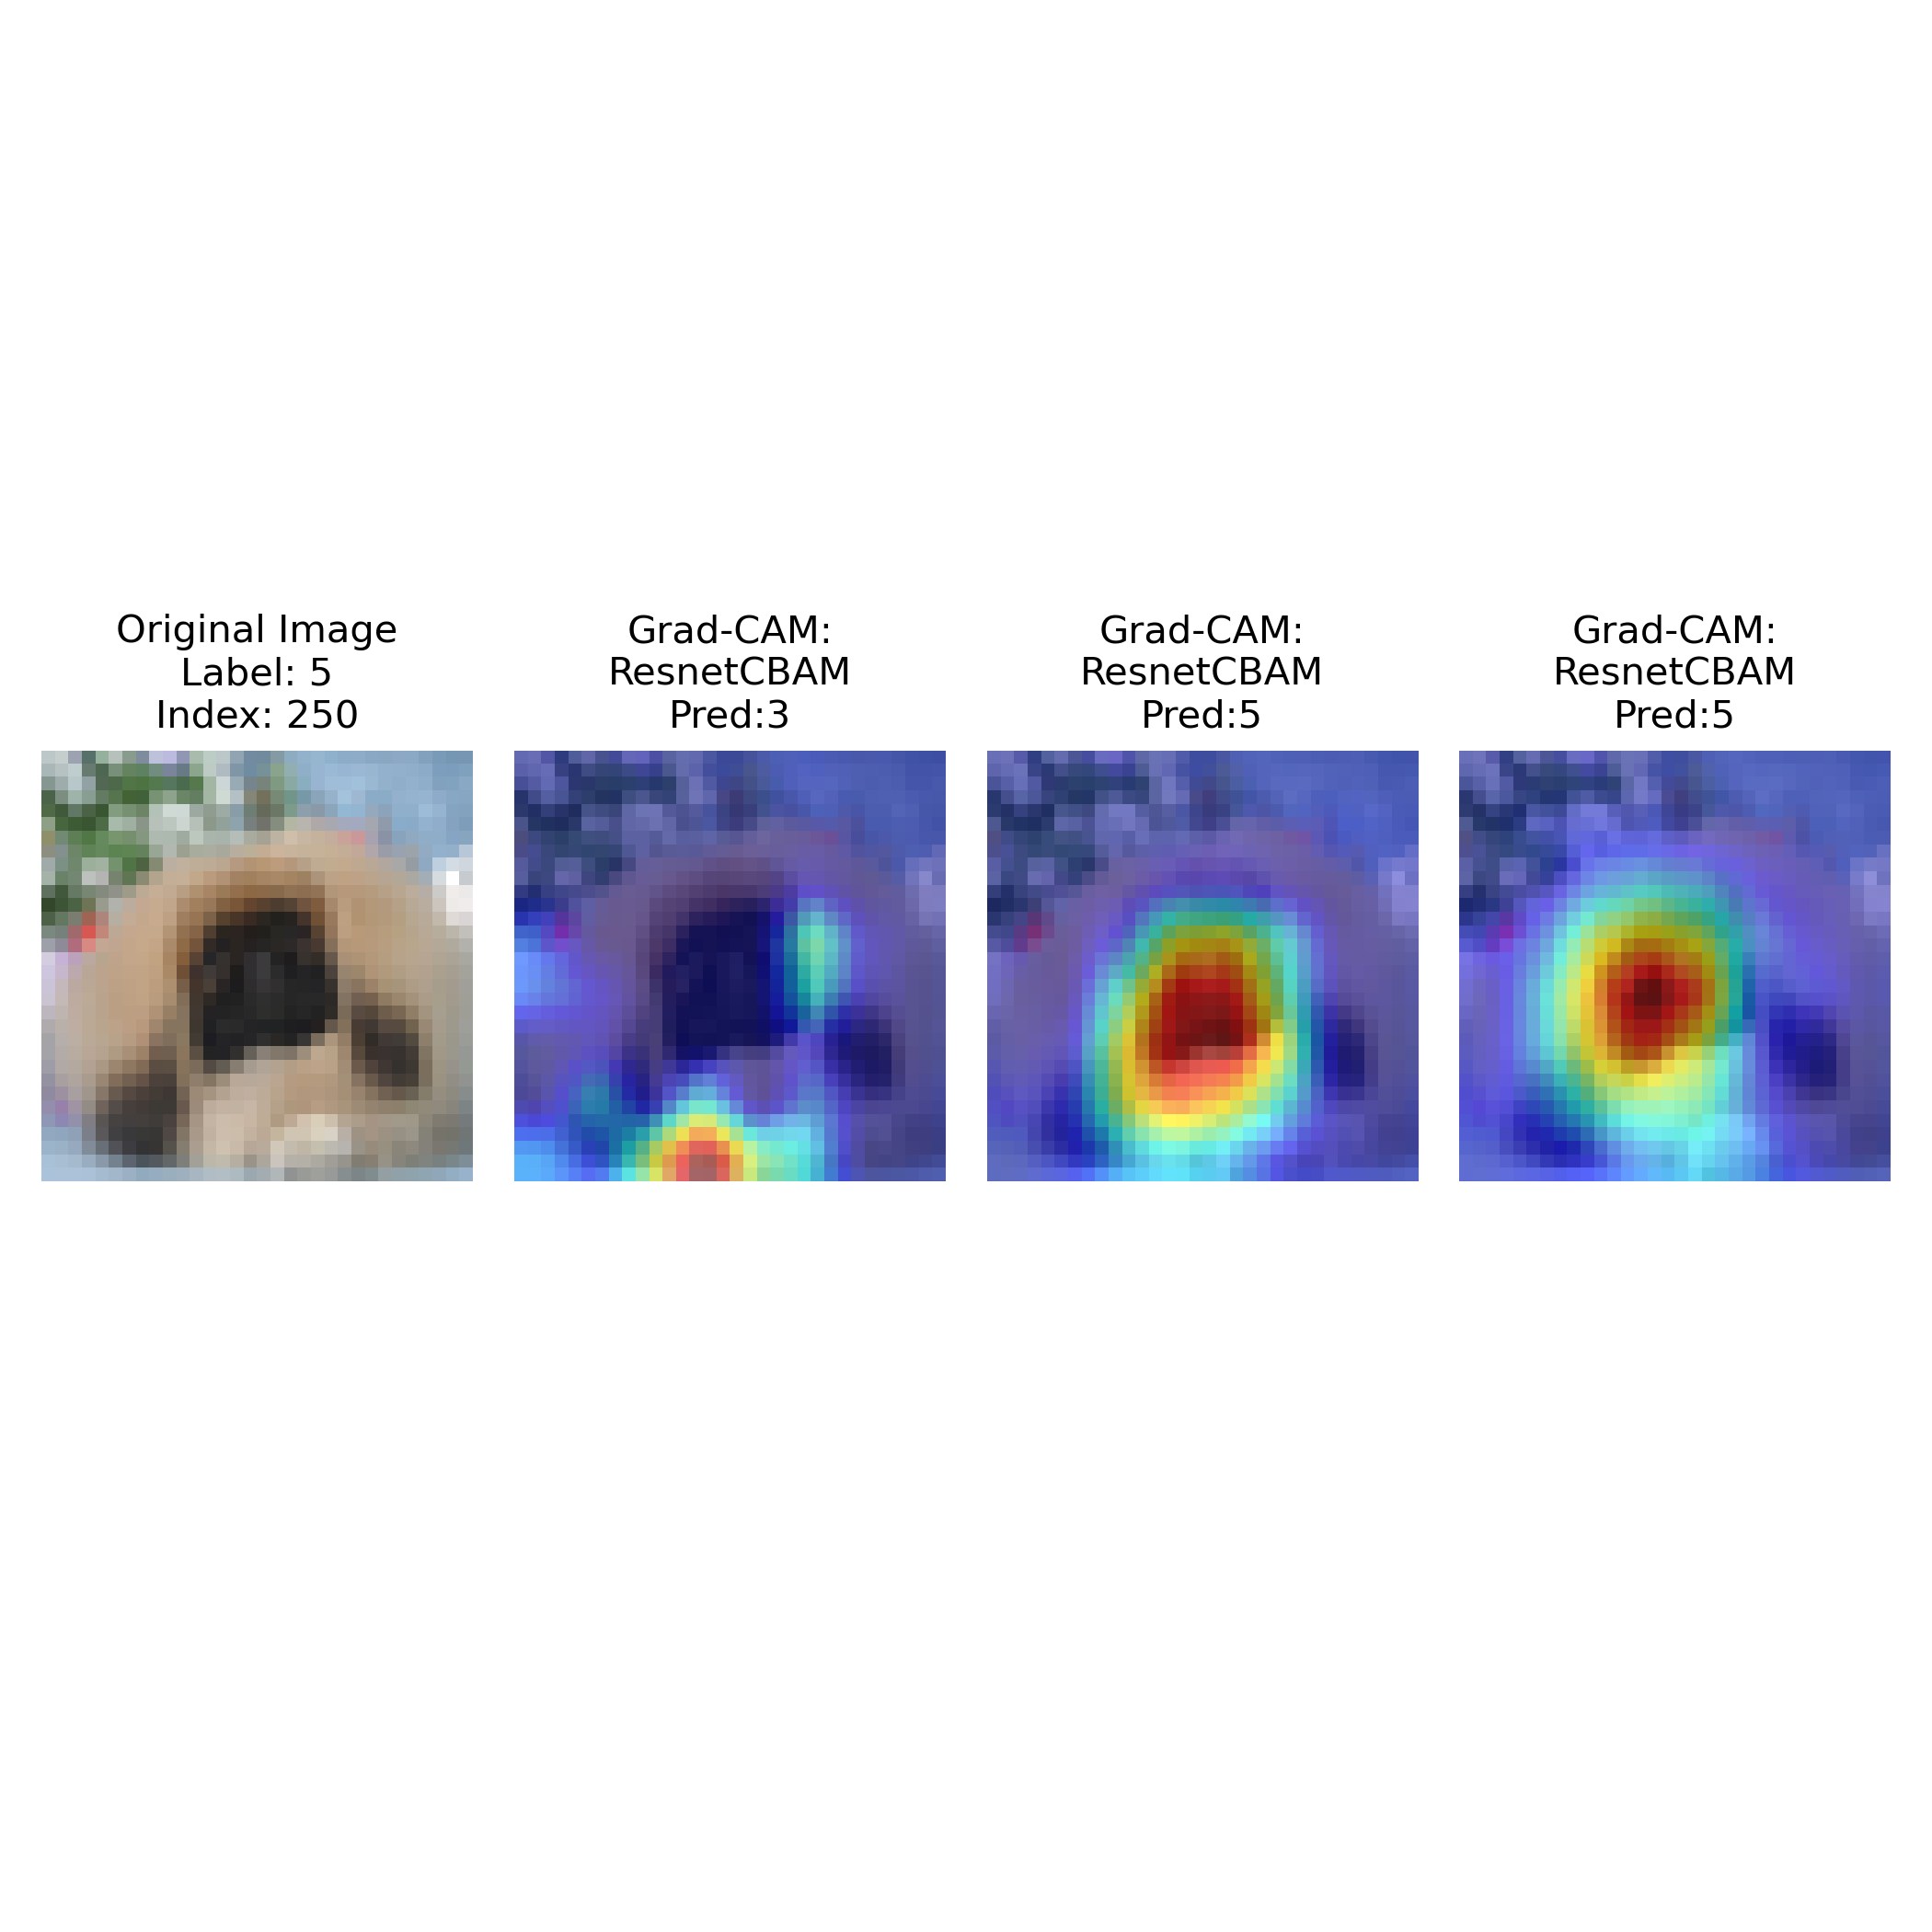 Original Image
Label: 5
Index: 250
Grad-CAM:
ResnetCBAM
Pred:3
Grad-CAM:
ResnetCBAM
Pred:5
Grad-CAM:
ResnetCBAM
Pred:5